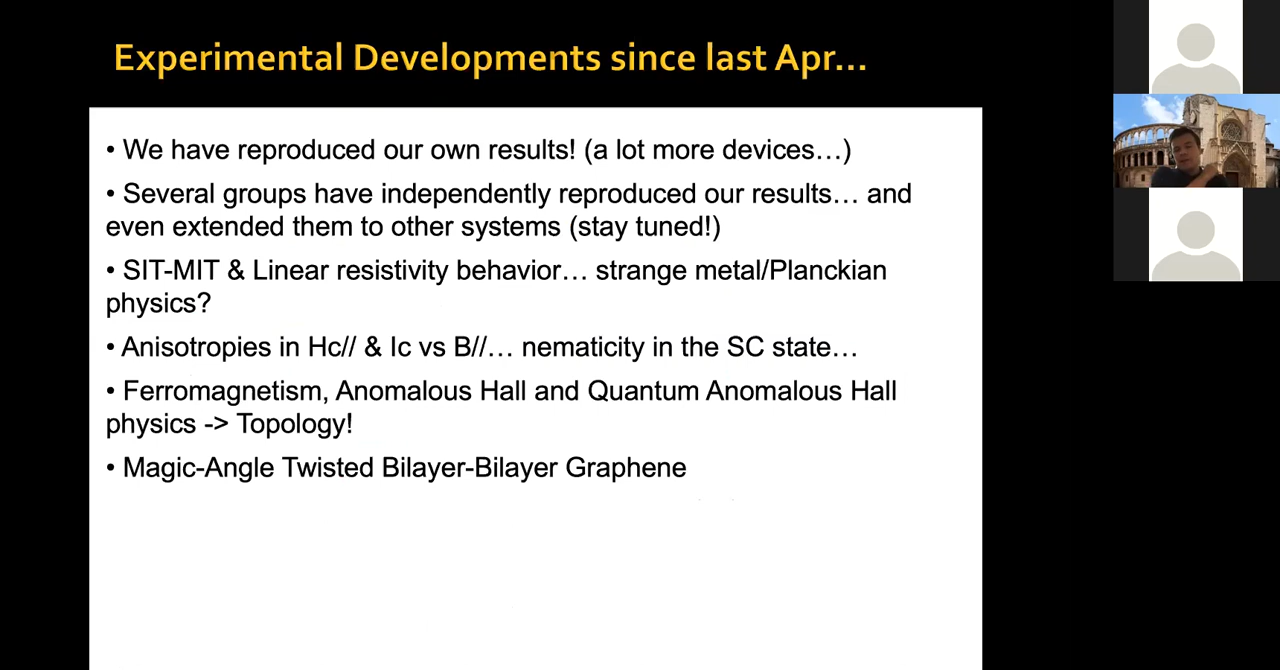 Experimental Developments since last Apr...
• We have reproduced our own results! (a lot more devices…)
• Several groups have independently reproduced our results… and
even extended them to other systems (stay tuned!)
• SIT-MIT & Linear resistivity behavior… strange metal/Planckian
physics?
• Anisotropies in Hc// & Ic vs B//… nematicity in the SC state…
• Ferromagnetism, Anomalous Hall and Quantum Anomalous Hall
physics -> Topology!
• Magic-Angle Twisted Bilayer-Bilayer Graphene